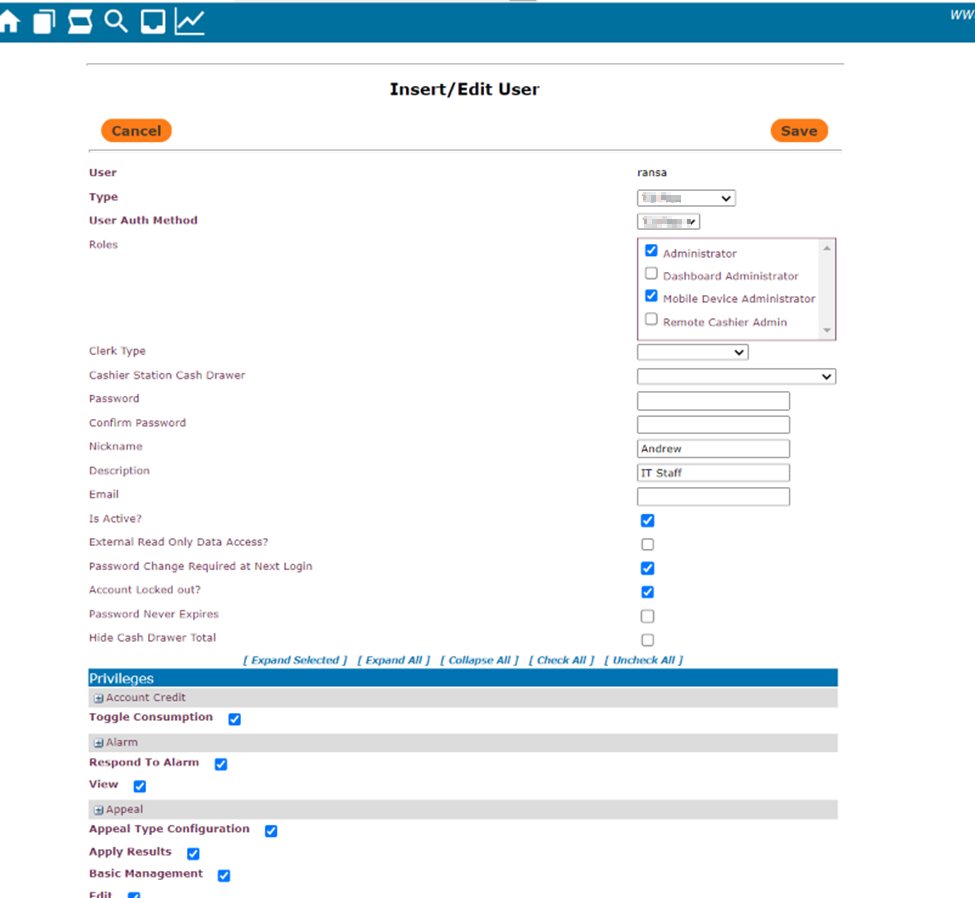 WW
Insert/Edit User
Cancel
Save
User
ransa
Type
User Auth Method
Roles
Administrator
Dashboard Administrator
Mobile Device Administrator
Remote Cashier Admin
Clerk Type
Cashier Station Cash Drawer
Password
Confirm Password
Nickname
Andrew
Description
IT Staff
Email
Is Active?
External Read Only Data Access?
Password Change Required at Next Login
Account Locked out?
Password Never Expires
Hide Cash Drawer Total
[ Expand Selected ] [ Expand All ] [ Collapse All ] [ Check All ] [ Uncheck All ]
Privileges
Account Credit
Toggle Consumption
Alarm
Respond To Alarm
View
Appeal
Appeal Type Configuration
Apply Results
Basic Management
Edit